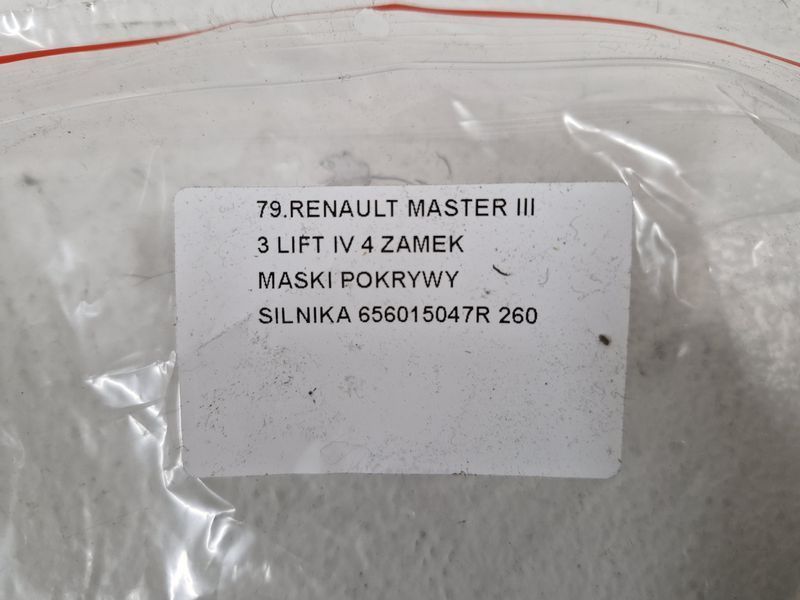 79.RENAULT MASTER III
3 LIFT IV 4 ZAMEK
MASKI POKRYWY
SILNIKA 656015047R 260